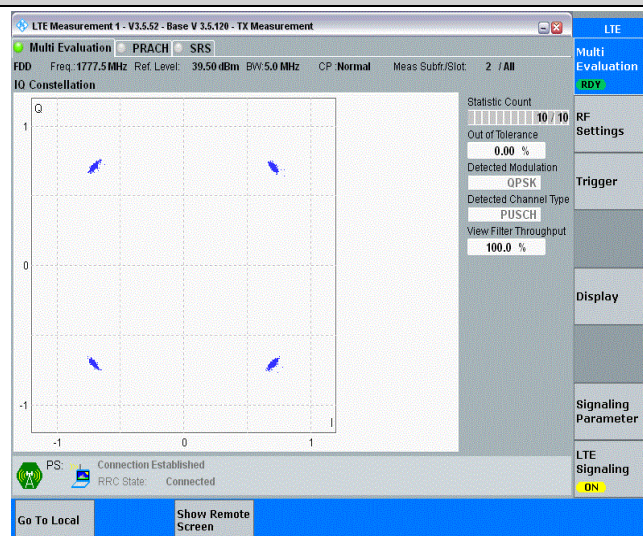 LTE Measurement 1 - V3.5.52 - Base V 3.5.120 - TX Measurement
LTE
Multi Evaluation PRACH SRS
FDD Freq.:1777.5 MHz Ref. Level: 39.50 dBm BW:5.0 MHz CP :Normal Meas Subfr./Slot: 2 / All
IQ Constellation
Multi
Evaluation
RDY
Q
1
0
-1
I
-1 0 1
Statistic Count
10 / 10
Out of Tolerance
0.00 %
Detected Modulation
QPSK
Detected Channel Type
PUSCH
View Filter Throughput
100.0 %
RF
Settings
Trigger
Display
Signaling
Parameter
LTE
Signaling
ON
PS: Connection Established
RRC State: Connected
Go To Local
Show Remote
Screen